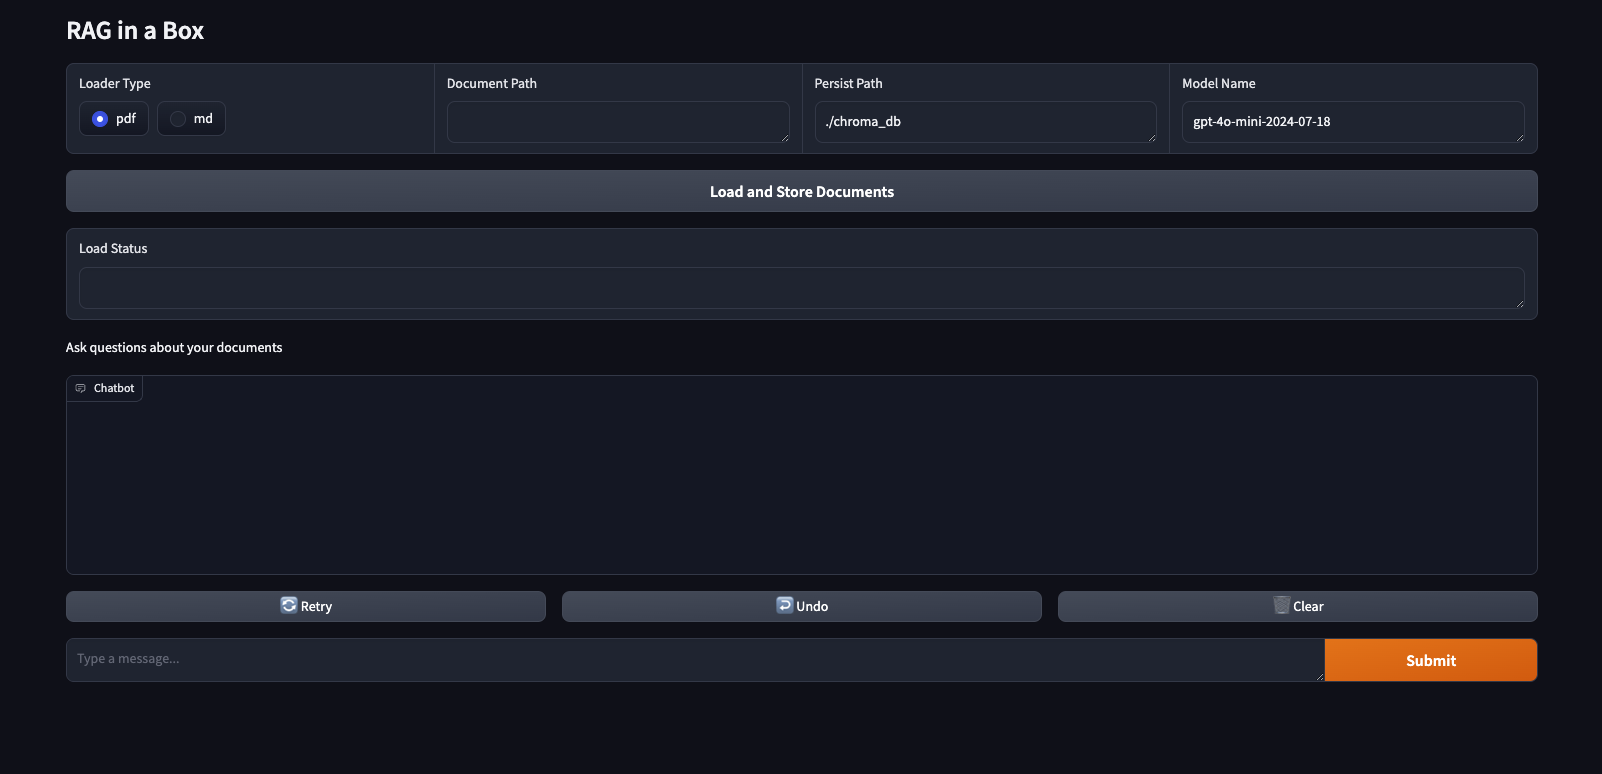 RAG in a Box
Loader Type
pdf
md
Document Path
Persist Path
./chroma_db
Model Name
gpt-4o-mini-2024-07-18
Load and Store Documents
Load Status
Ask questions about your documents
Chatbot
Retry
Undo
Clear
Type a message...
Submit